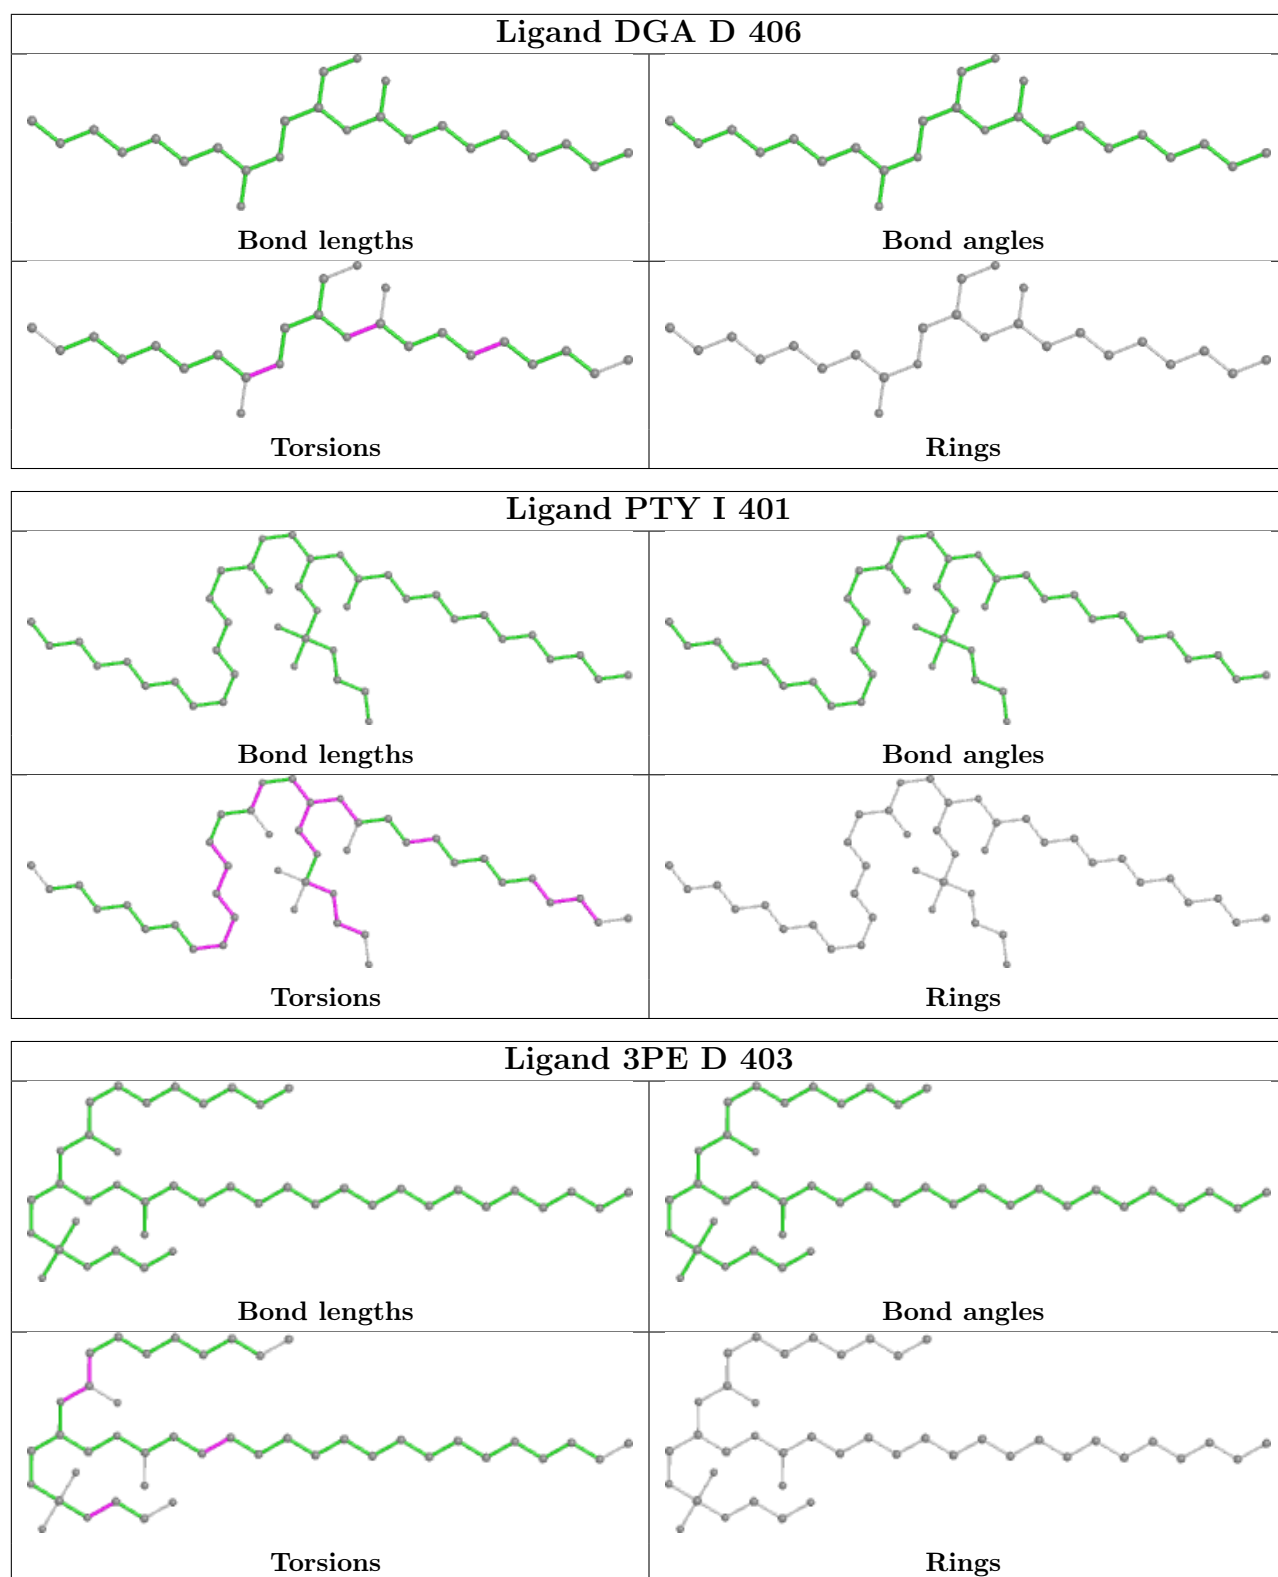 Ligand DGA D 406
Bond lengths
Bond angles
Torsions
Rings
Ligand PTY I 401
Bond lengths
Bond angles
Torsions
Rings
Ligand 3PE D 403
Bond lengths
Bond angles
Torsions
Rings